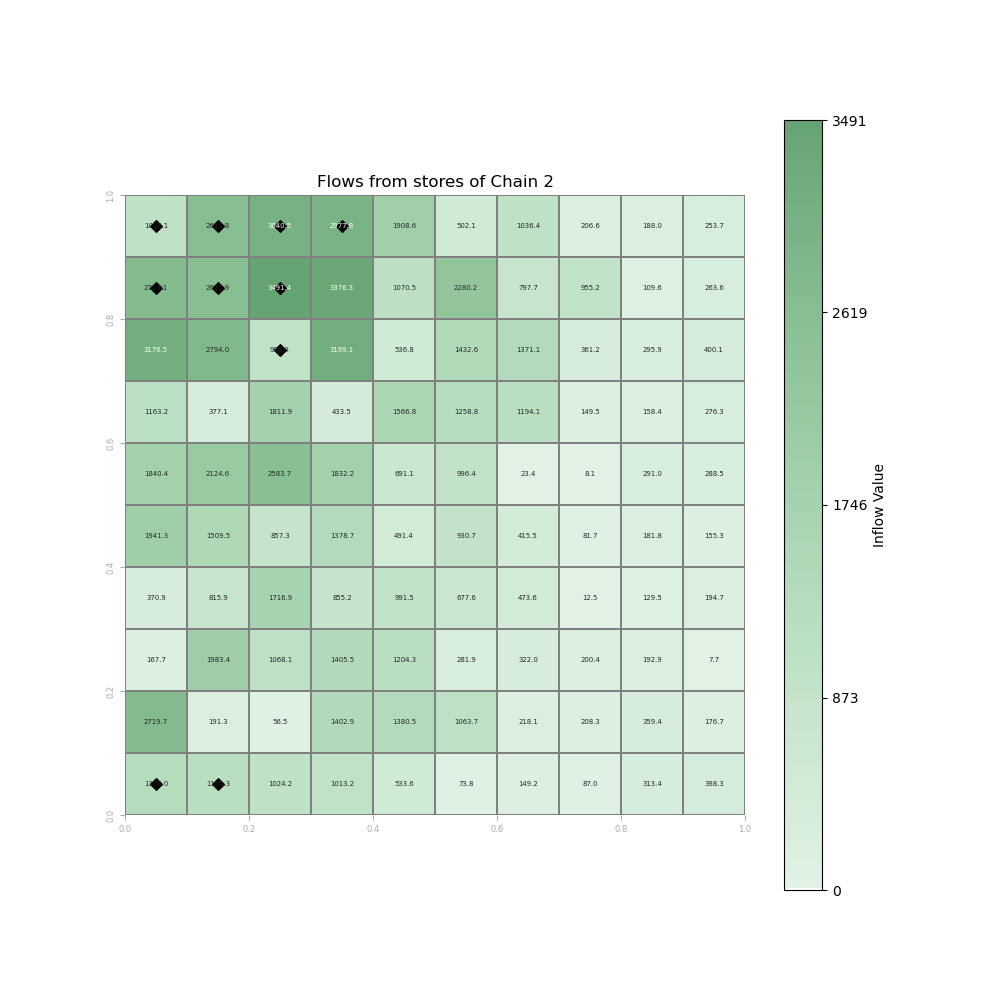 Flows from stores of Chain 2
1.0
3040.5 2977.8 1908.6 502.1 1036.4 206.6 188.0 253.7
3491.4 3376.3 1070.5 2280.2 797.7 955.2 109.6 263.6
0.8
3176.5 2794.0 3199.1 536.8 1432.6 1371.1 361.2 295.9 400.1
1163.2 377.1 1811.9 433.5 1566.8 1258.8 1194.1 149.5 158.4 276.3
0.6
1840.4 2124.6 2583.7 1832.2 691.1 996.4 23.4 8.1 291.0 288.5
1941.3 1509.5 857.3 1378.7 491.4 930.7 415.5 81.7 181.8 155.3
0.4
370.9 815.9 1716.9 855.2 991.5 677.6 473.6 12.5 129.5 194.7
167.7 1983.4 1068.1 1405.5 1204.3 281.9 322.0 200.4 192.9 7.7
0.2
2719.7 191.3 56.5 1402.9 1380.5 1063.7 218.1 208.3 359.4 176.7
1024.2 1013.2 533.6 73.8 149.2 87.0 313.4 398.3
0.0
0.0 0.2 0.4 0.6 0.8 1.0
3491
2619
1746
873
0
Inflow Value